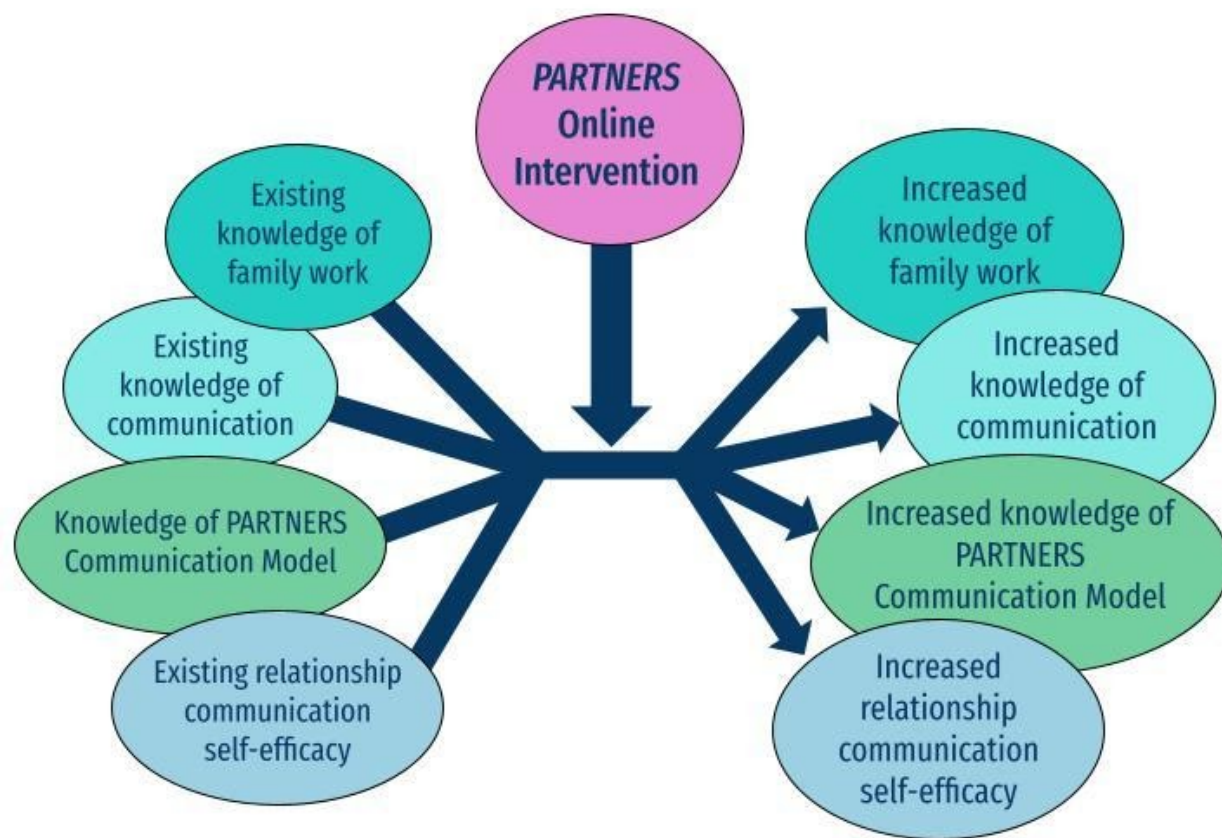 PARTNERS
Online
Intervention
Existing
knowledge of
family work
Existing
knowledge of
communication
Knowledge of PARTNERS
Communication Model
Existing relationship
communication
self-efficacy
Increased
knowledge of
family work
Increased
knowledge of
communication
Increased knowledge of
PARTNERS
Communication Model
Increased
relationship
communication
self-efficacy